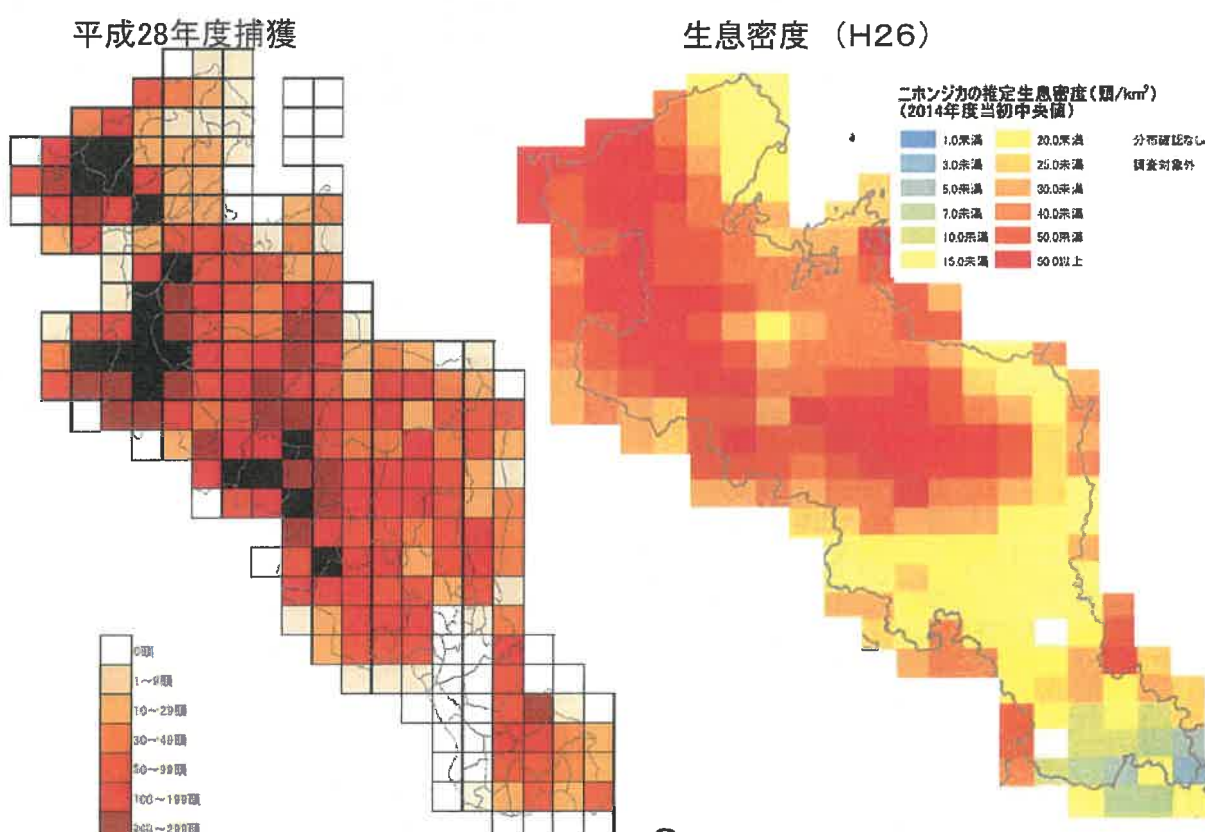 平成28年度捕獲
生息密度 (H26)
ニホンジカの推定生息密度(頭/km²)
(2014年度当初中央値)
1.0未満
20.0未満
分布確認なし
3.0未満
25.0未満
調査対象外
5.0未満
30.0未満
7.0未満
40.0未満
10.0未満
50.0未満
15.0未満
50.0以上
0頭
1~9頭
10~29頭
30~49頭
50~99頭
100~199頭
200~299頭